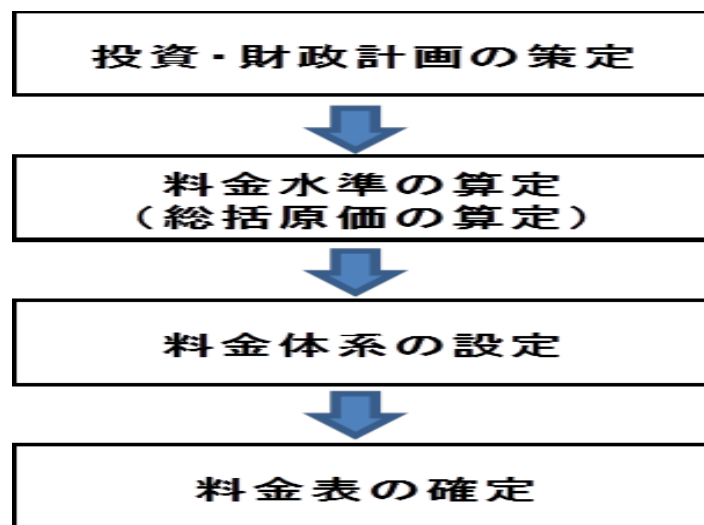 投資・財政計画の策定
料金水準の算定
（総括原価の算定）
料金体系の設定
料金表の確定